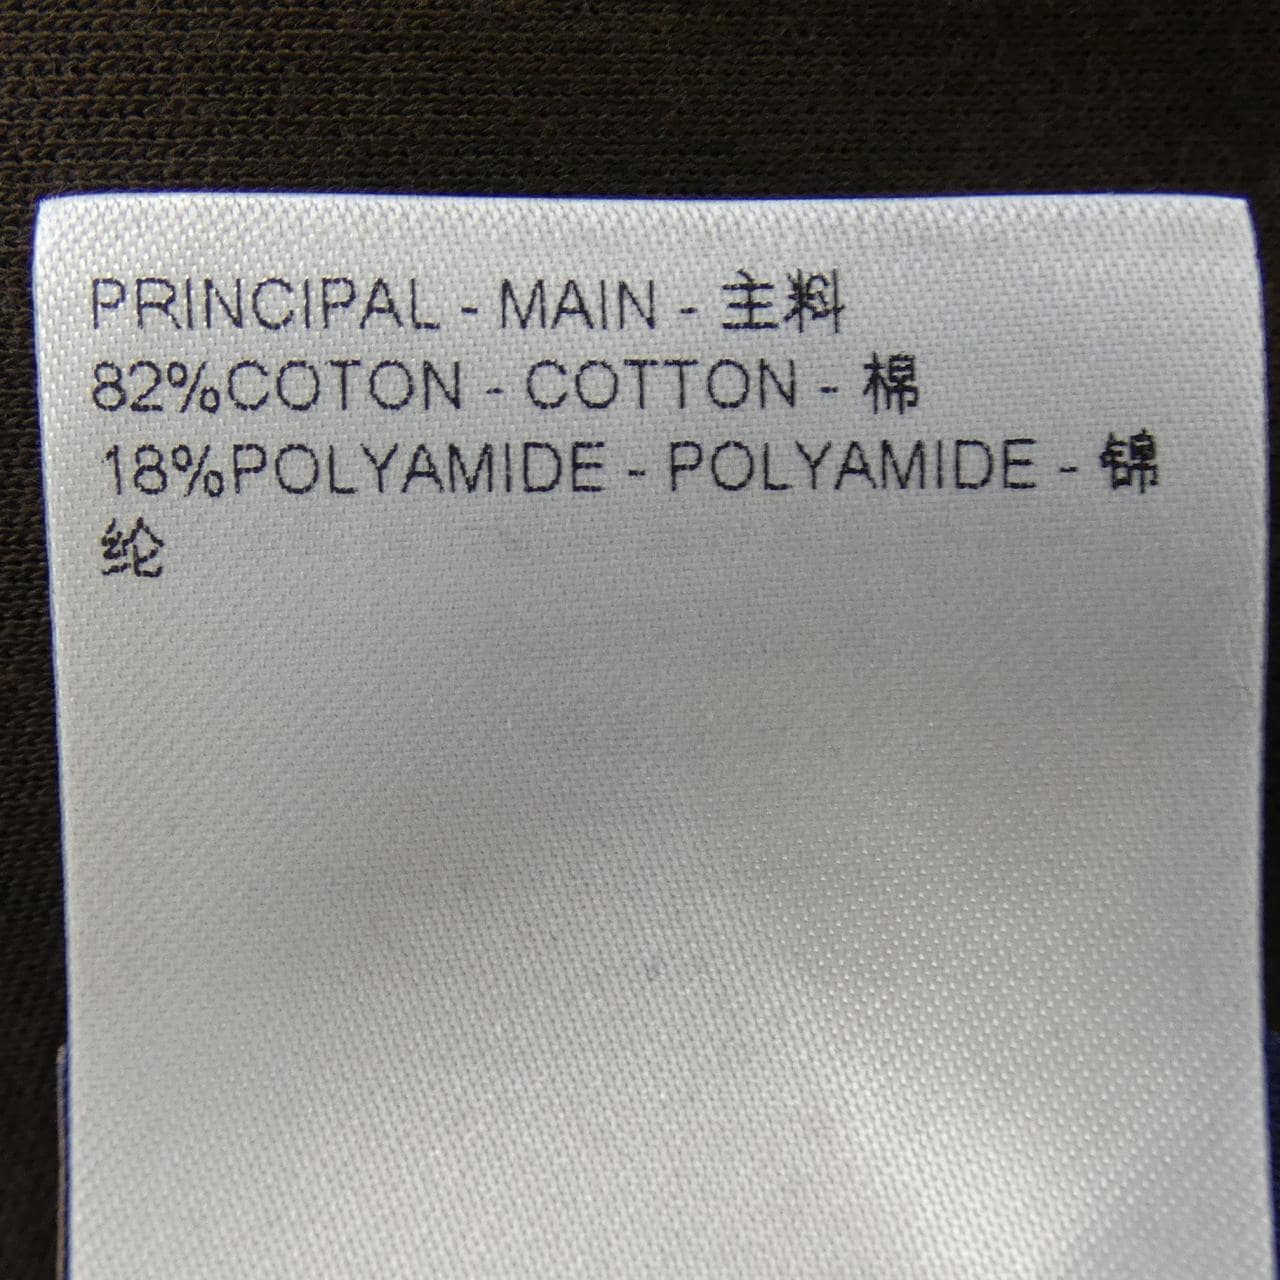 PRINCIPAL - MAIN - 主料
82%COTON - COTTON - 棉
18%POLYAMIDE - POLYAMIDE - 锦
纶